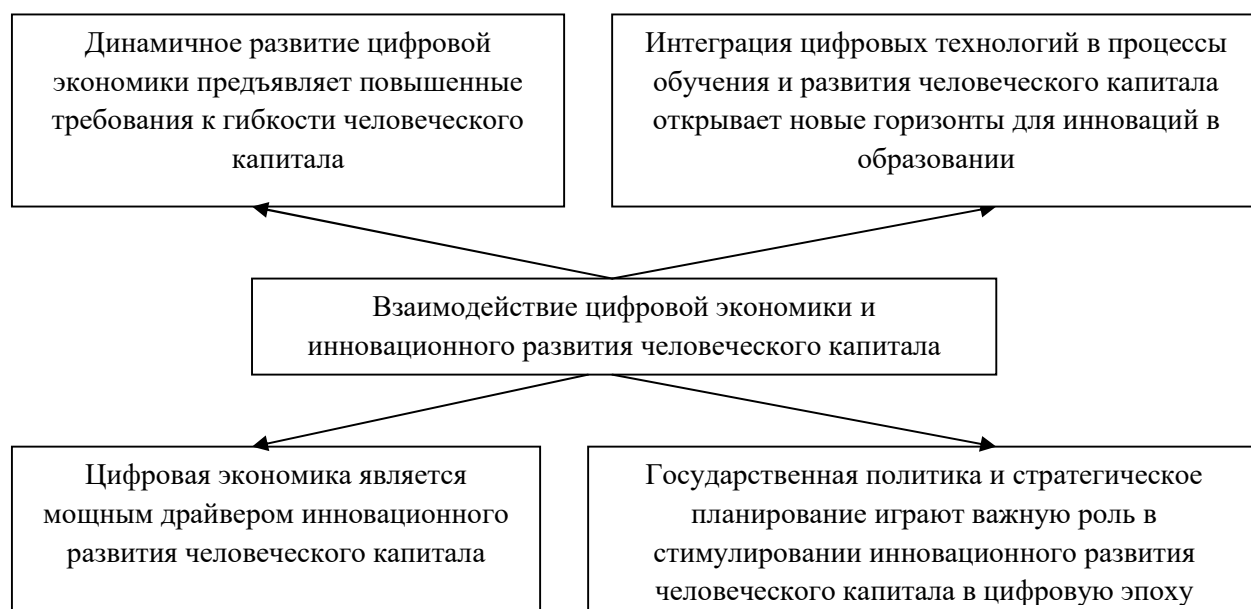 Динамичное развитие цифровой
экономики предъявляет повышенные
требования к гибкости человеческого
капитала
Интеграция цифровых технологий в процессы
обучения и развития человеческого капитала
открывает новые горизонты для инноваций в
образовании
Взаимодействие цифровой экономики и
инновационного развития человеческого капитала
Цифровая экономика является
мощным драйвером инновационного
развития человеческого капитала
Государственная политика и стратегическое
планирование играют важную роль в
стимулировании инновационного развития
человеческого капитала в цифровую эпоху